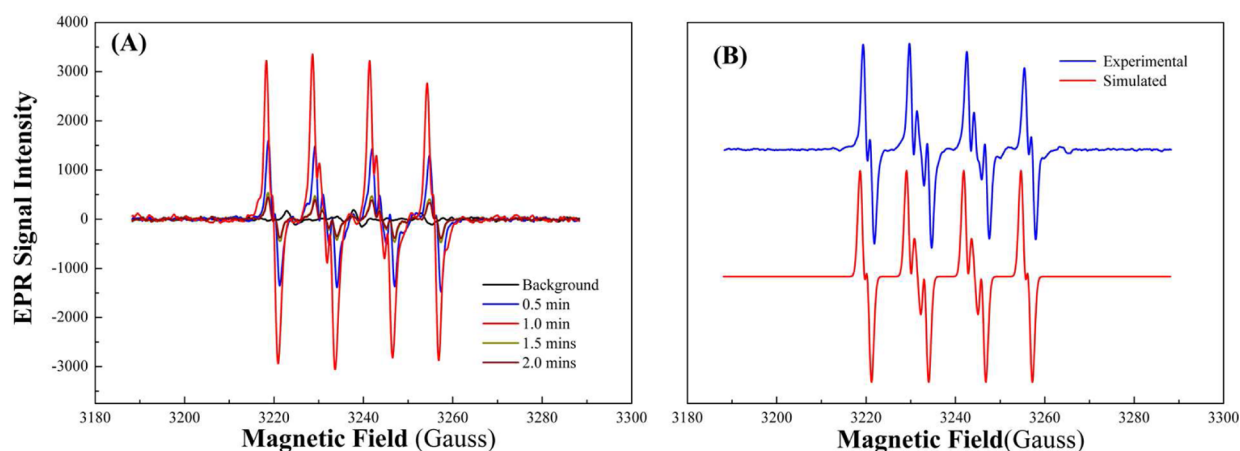 (A)
EPR Signal Intensity
4000
3000
2000
1000
0
-1000
-2000
-3000
Background
0.5 min
1.0 min
1.5 mins
2.0 mins
3180 3200 3220 3240 3260 3280 3300
Magnetic Field (Gauss)
(B)
Experimental
Simulated
3180 3200 3220 3240 3260 3280 3300
Magnetic Field(Gauss)